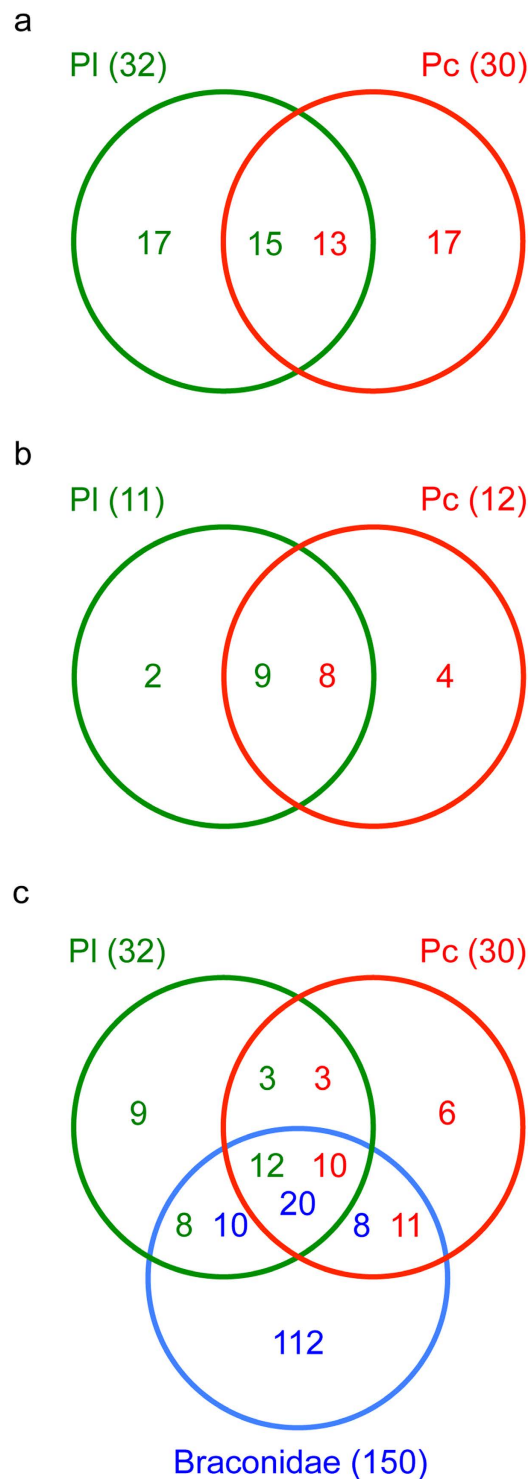 a
Pl (32) Pc (30)
17 15 13 17
b
Pl (11) Pc (12)
2 9 8 4
c
Pl (32) Pc (30)
3 3
9 6
12 10
20
8 10 8 11
112
Braconidae (150)